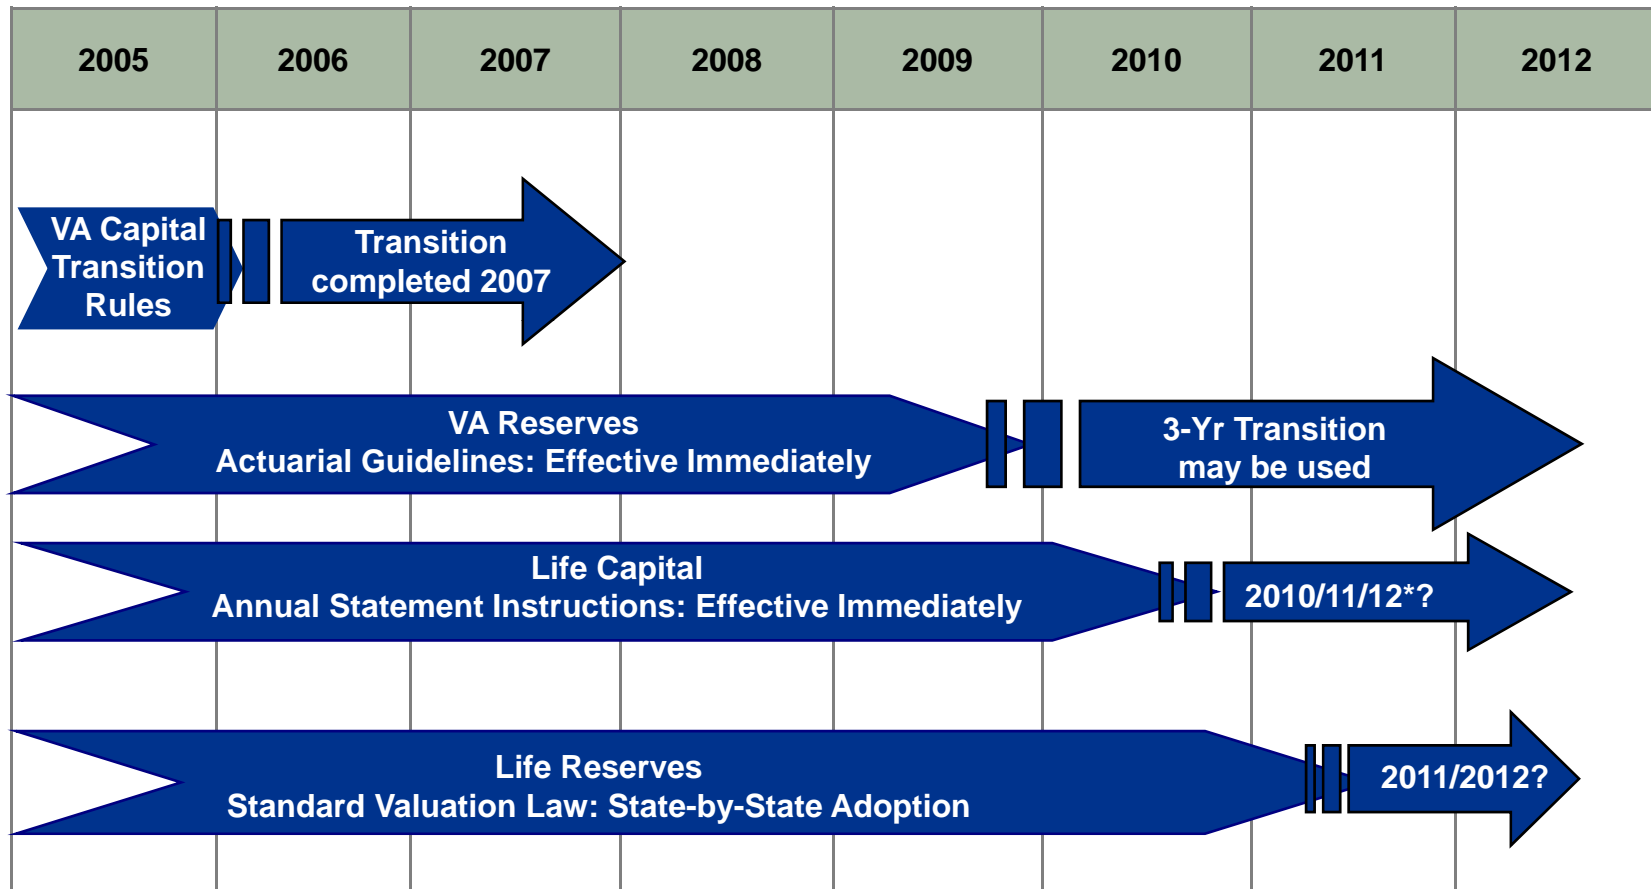 2005 2006 2007 2008 2009 2010 2011 2012
VA Capital
Transition
Rules
Transition
completed 2007
VA Reserves
Actuarial Guidelines: Effective Immediately
3-Yr Transition
may be used
Life Capital
Annual Statement Instructions: Effective Immediately
2010/11/12*?
Life Reserves
Standard Valuation Law: State-by-State Adoption
2011/2012?